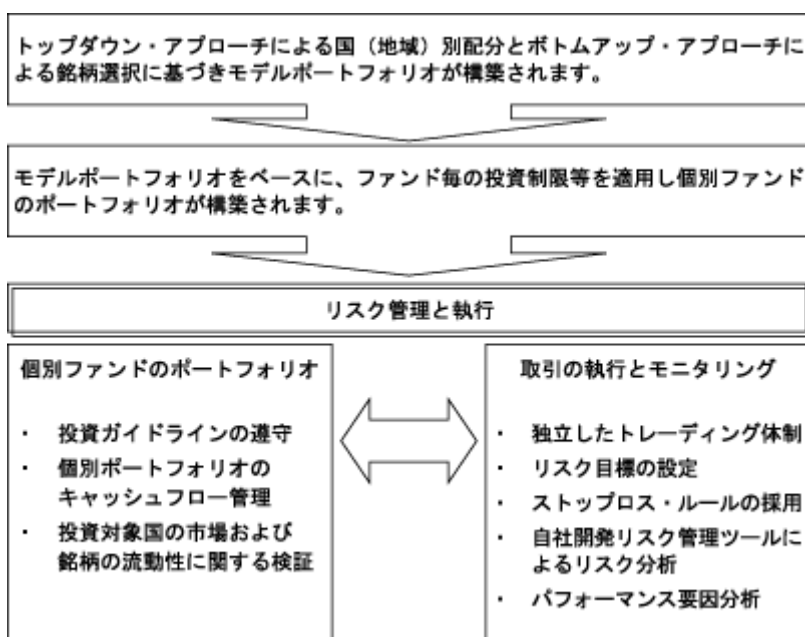 トップダウン・アプローチによる国（地域）別配分とボトムアップ・アプローチに
よる銘柄選択に基づきモデルポートフォリオが構築されます。
モデルポートフォリオをベースに、ファンド毎の投資制限等を適用し個別ファンド
のポートフォリオが構築されます。
リスク管理と執行
個別ファンドのポートフォリオ
・ 投資ガイドラインの遵守
・ 個別ポートフォリオの
キャッシュフロー管理
・ 投資対象国の市場および
銘柄の流動性に関する検証
取引の執行とモニタリング
・ 独立したトレーディング体制
・ リスク目標の設定
・ ストップロス・ルールの採用
・ 自社開発リスク管理ツールに
よるリスク分析
・ パフォーマンス要因分析